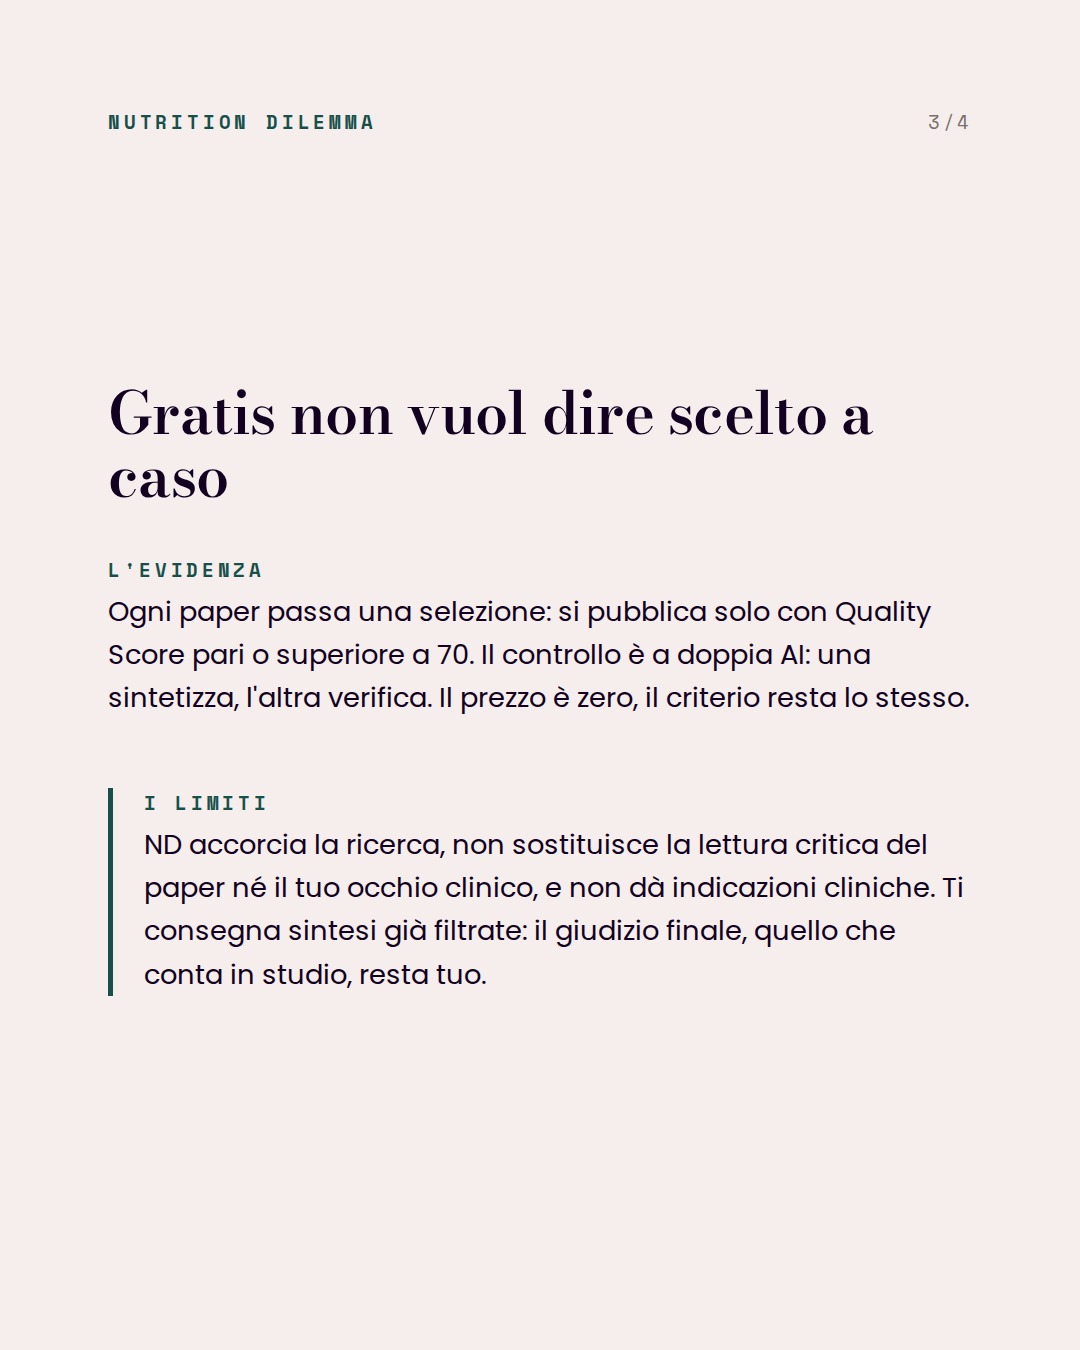 NUTRITION DILEMMA
3/4
Gratis non vuol dire scelto a
caso
L'EVIDENZA
Ogni paper passa una selezione: si pubblica solo con Quality
Score pari o superiore a 70. Il controllo è a doppia AI: una
sintetizza, l'altra verifica. Il prezzo è zero, il criterio resta lo stesso.
I LIMITI
ND accorcia la ricerca, non sostituisce la lettura critica del
paper né il tuo occhio clinico, e non dà indicazioni cliniche. Ti
consegna sintesi già filtrate: il giudizio finale, quello che
conta in studio, resta tuo.